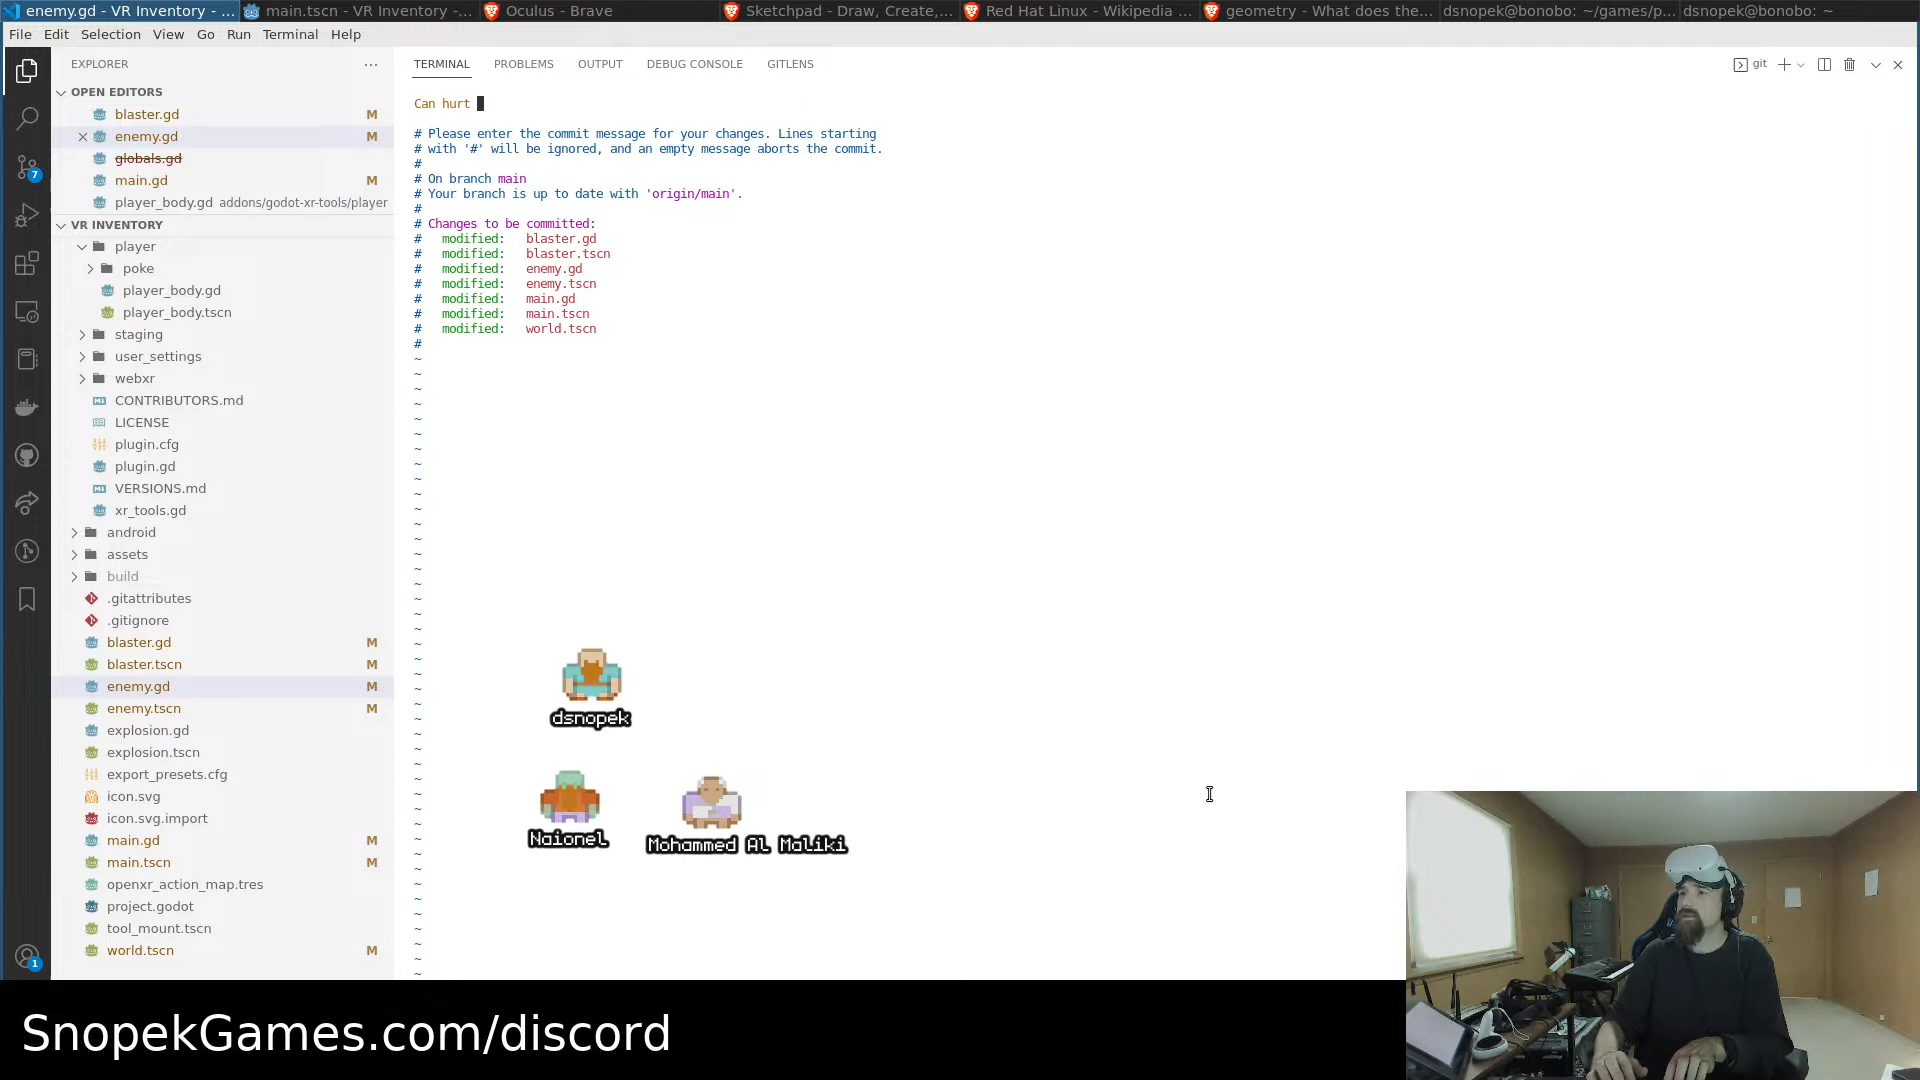 enemy.gd - VR Inventory - ...
main.tscn - VR Inventory -...
Oculus - Brave
Sketchpad - Draw, Create,...
Red Hat Linux - Wikipedia ...
geometry - What does the...
dsnopek@bonobo: ~/games/p...
dsnopek@bonobo: ~
File Edit Selection View Go Run Terminal Help
EXPLORER
OPEN EDITORS
blaster.gd M
enemy.gd M
globals.gd
main.gd M
player_body.gd addons/godot-xr-tools/player
VR INVENTORY
player
poke
player_body.gd
player_body.tscn
staging
user_settings
webxr
CONTRIBUTORS.md
LICENSE
plugin.cfg
plugin.gd
VERSIONS.md
xr_tools.gd
android
assets
build
.gitattributes
.gitignore
blaster.gd M
blaster.tscn M
enemy.gd M
enemy.tscn M
explosion.gd
explosion.tscn
export_presets.cfg
icon.svg
icon.svg.import
main.gd M
main.tscn M
openxr_action_map.tres
project.godot
tool_mount.tscn
world.tscn M
7
1
TERMINAL PROBLEMS OUTPUT DEBUG CONSOLE GITLENS
git
Can hurt
# Please enter the commit message for your changes. Lines starting
# with '#' will be ignored, and an empty message aborts the commit.
#
# On branch main
# Your branch is up to date with 'origin/main'.
#
# Changes to be committed:
# modified: blaster.gd
# modified: blaster.tscn
# modified: enemy.gd
# modified: enemy.tscn
# modified: main.gd
# modified: main.tscn
# modified: world.tscn
#
dsnopek
Naionel
Mohammed Al Maliki
SnopekGames.com/discord